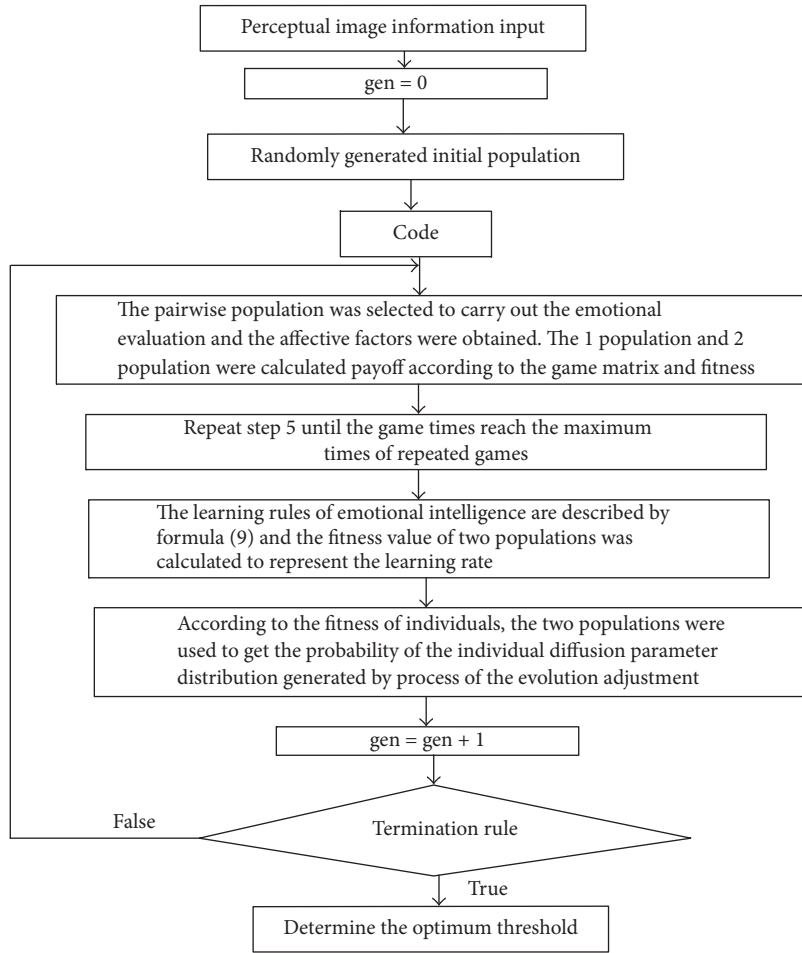 Perceptual image information input
gen = 0
Randomly generated initial population
Code
The pairwise population was selected to carry out the emotional
evaluation and the affective factors were obtained. The 1 population and 2
population were calculated payoff according to the game matrix and fitness
Repeat step 5 until the game times reach the maximum
times of repeated games
The learning rules of emotional intelligence are described by
formula (9) and the fitness value of two populations was
calculated to represent the learning rate
According to the fitness of individuals, the two populations were
used to get the probability of the individual diffusion parameter
distribution generated by process of the evolution adjustment
gen = gen + 1
False
Termination rule
True
Determine the optimum threshold